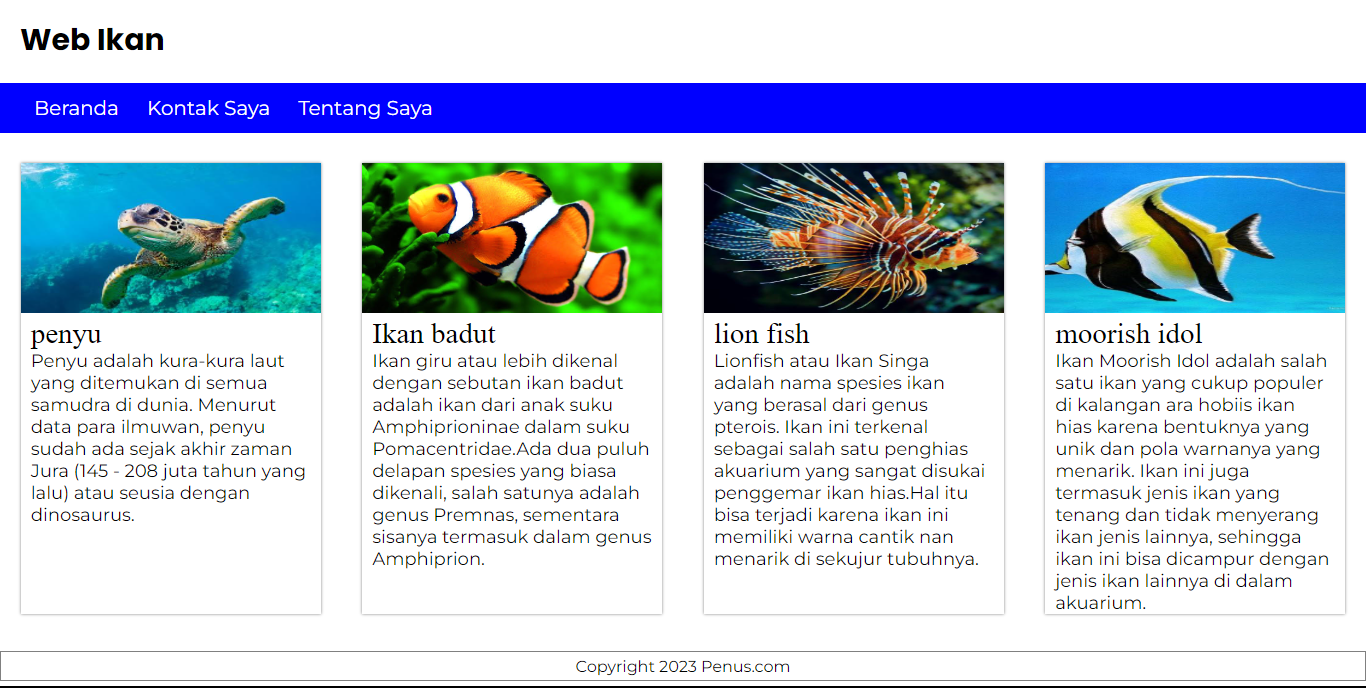 Web Ikan
Beranda Kontak Saya Tentang Saya
penyu
Penyu adalah kura-kura laut
yang ditemukan di semua
samudra di dunia. Menurut
data para ilmuwan, penyu
sudah ada sejak akhir zaman
Jura (145 - 208 juta tahun yang
lalu) atau seusia dengan
dinosaurus.
Ikan badut
Ikan giru atau lebih dikenal
dengan sebutan ikan badut
adalah ikan dari anak suku
Amphiprioninae dalam suku
Pomacentridae.Ada dua puluh
delapan spesies yang biasa
dikenali, salah satunya adalah
genus Premnas, sementara
sisanya termasuk dalam genus
Amphiprion.
lion fish
Lionfish atau Ikan Singa
adalah nama spesies ikan
yang berasal dari genus
pterois. Ikan ini terkenal
sebagai salah satu penghias
akuarium yang sangat disukai
penggemar ikan hias.Hal itu
bisa terjadi karena ikan ini
memiliki warna cantik nan
menarik di sekujur tubuhnya.
moorish idol
Ikan Moorish Idol adalah salah
satu ikan yang cukup populer
di kalangan ara hobiis ikan
hias karena bentuknya yang
unik dan pola warnanya yang
menarik. Ikan ini juga
termasuk jenis ikan yang
tenang dan tidak menyerang
ikan jenis lainnya, sehingga
ikan ini bisa dicampur dengan
jenis ikan lainnya di dalam
akuarium.
Copyright 2023 Penus.com